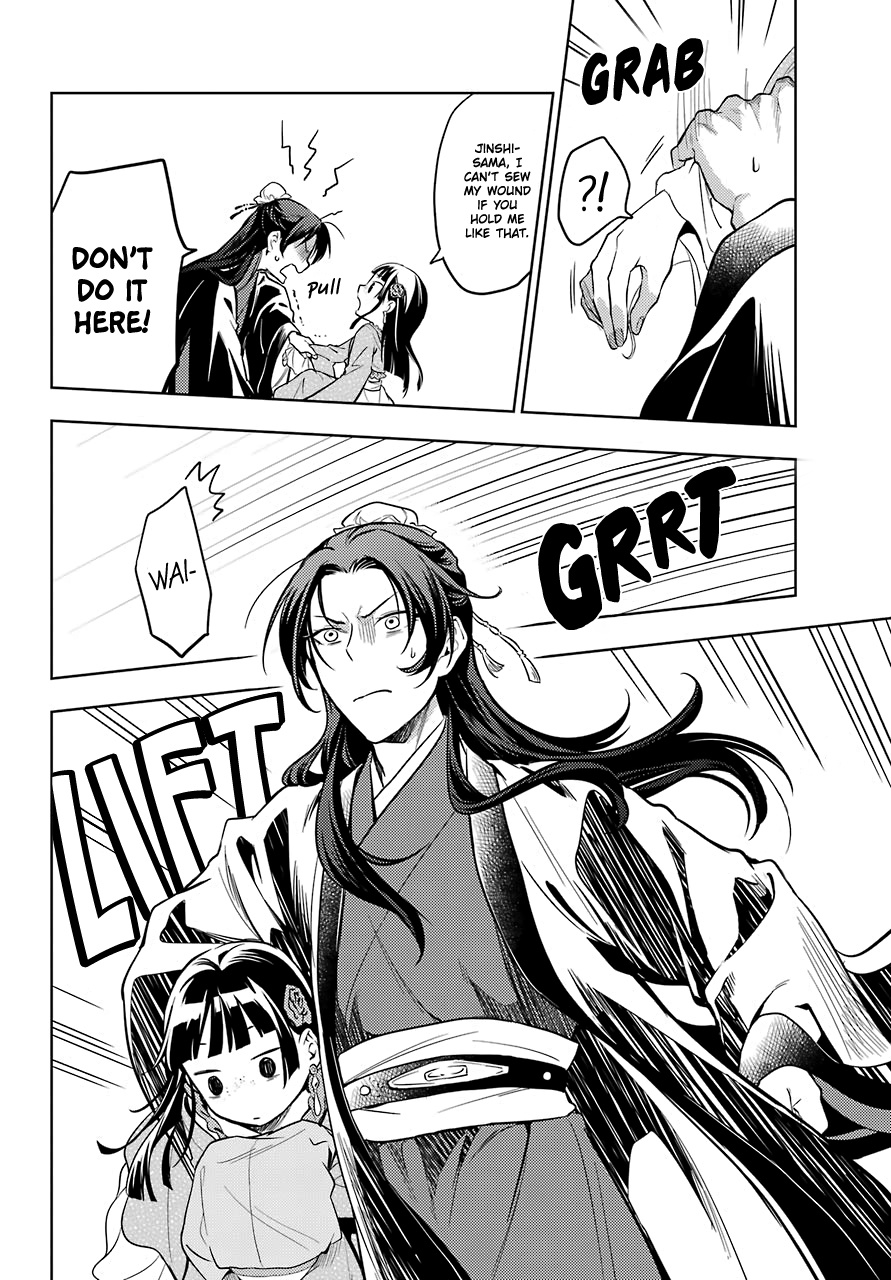 GRAB
?!
JINSHI-
SAMA, I
CAN'T SEW
MY WOUND
IF YOU
HOLD ME
LIKE THAT.
PULL
DON'T
DO IT
HERE!
GRRT
WAI-
LIFT